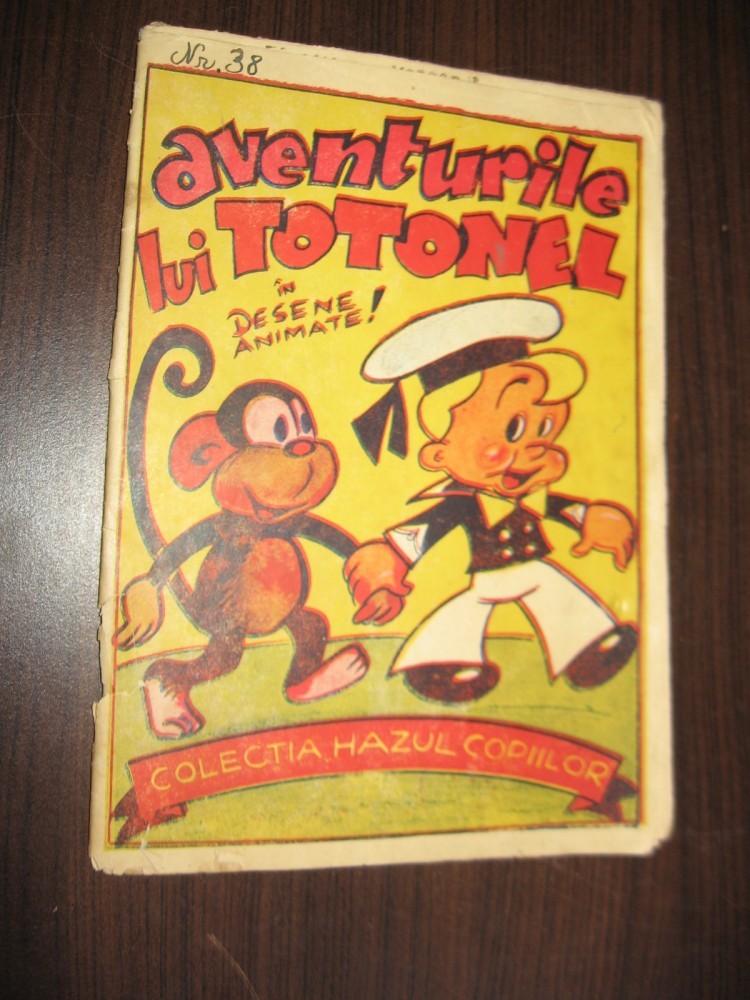 Nr. 38
aventurile
lui TOTONEL
în
DESENE
ANIMATE!
COLECTIA HAZUL COPIILOR